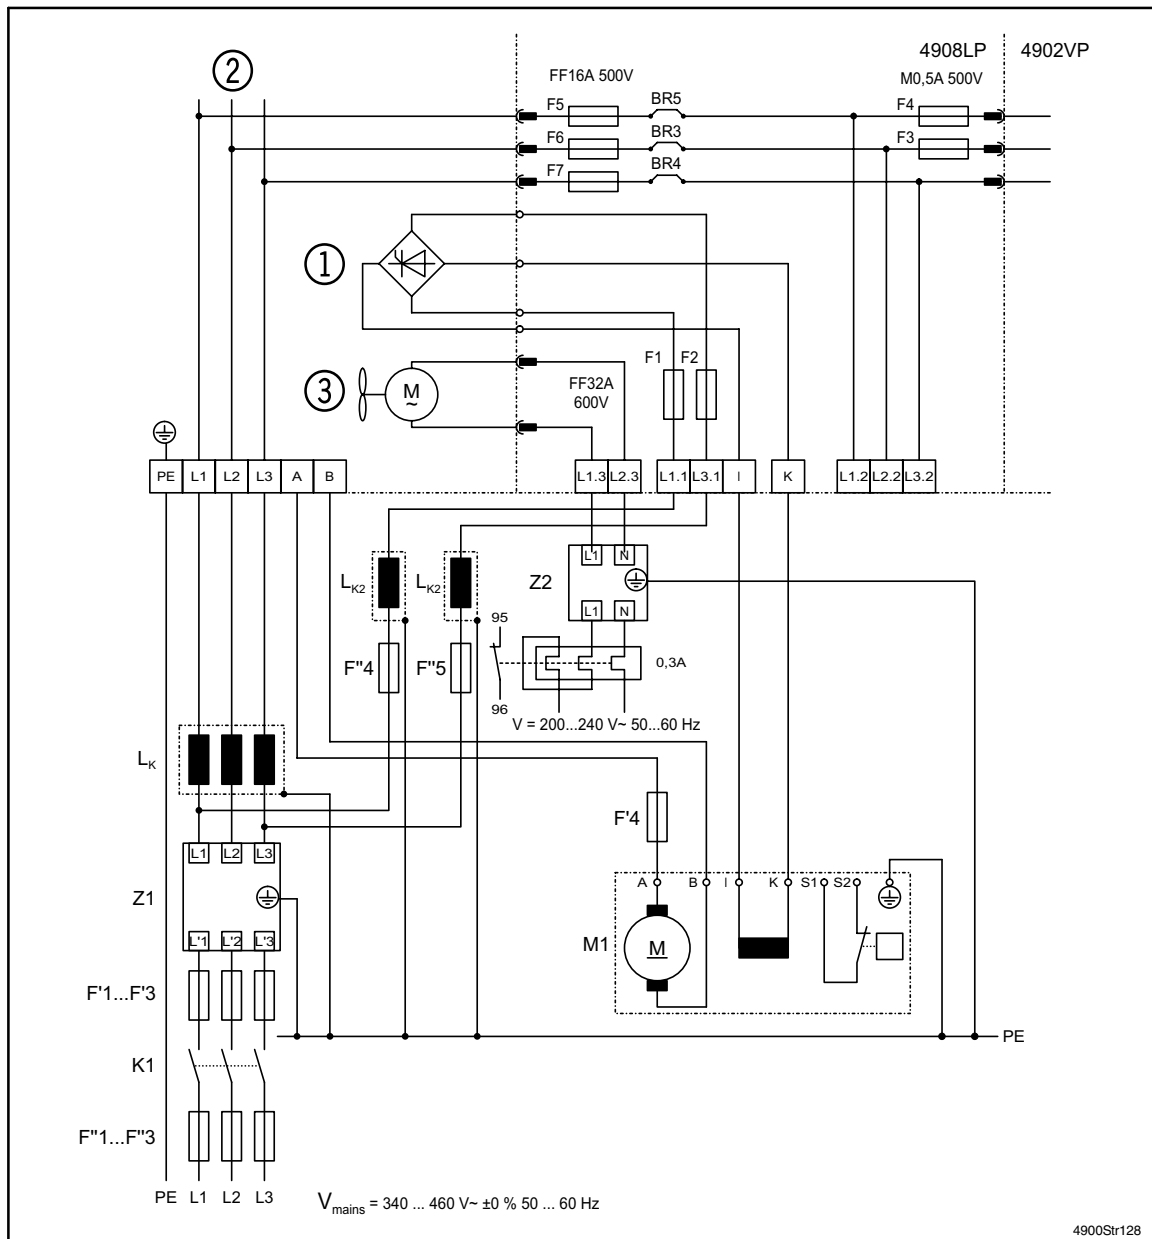 4908LP 4902VP
2
FF16A 500V M0,5A 500V
F5 BR5 F4
F6 BR3 F3
F7 BR4
1
F1 F2
3 M ~ FF32A
600V
PE L1 L2 L3 A B L1.3 L2.3 L1.1 L3.1 I K L1.2 L2.2 L3.2
L1 N
LK2 LK2 Z2
L1 N
95
F"4 F"5 0,3A
96
V = 200...240 V~ 50...60 Hz
LK
F'4
L1 L2 L3
A B I K S1 S2
Z1
L'1 L'2 L'3
M1 M
F'1...F'3
PE
K1
F"1...F"3
PE L1 L2 L3
Vmains = 340 ... 460 V~ ±0 % 50 ... 60 Hz
4900Str128